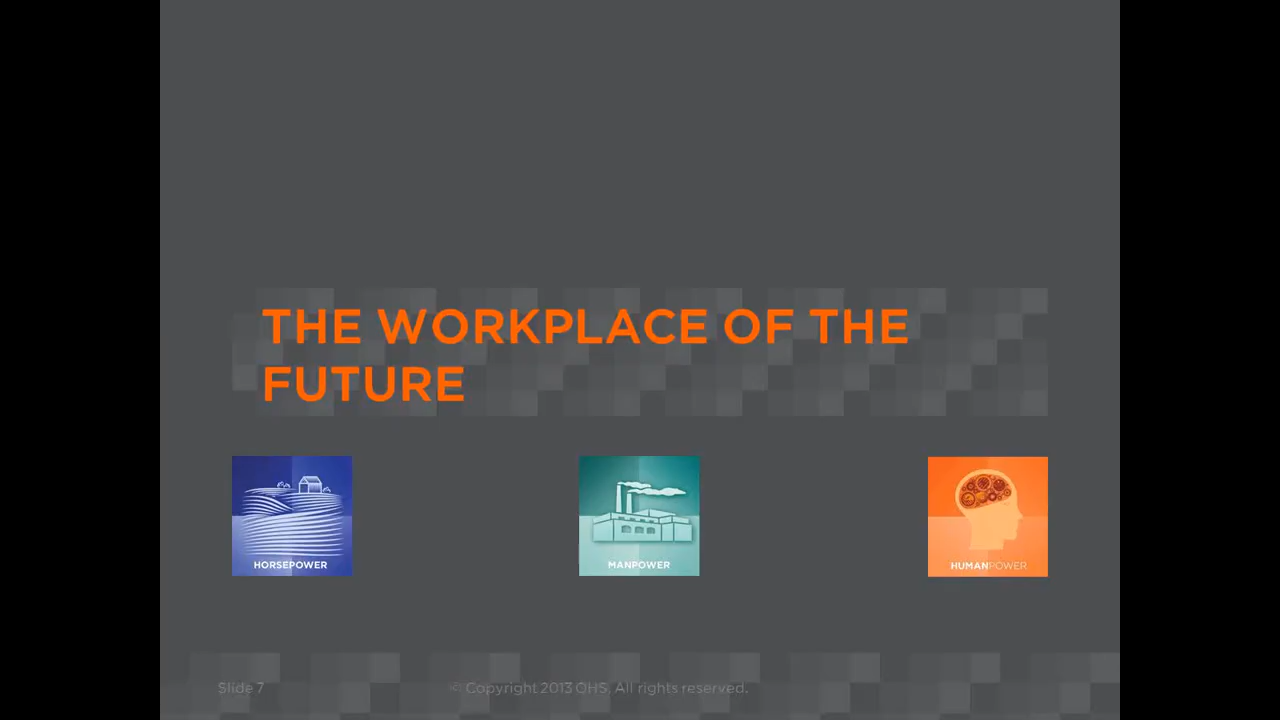 THE WORKPLACE OF THE
FUTURE
HORSEPOWER
MANPOWER
HUMANPOWER
Slide 7
© Copyright 2013 OHS. All rights reserved.